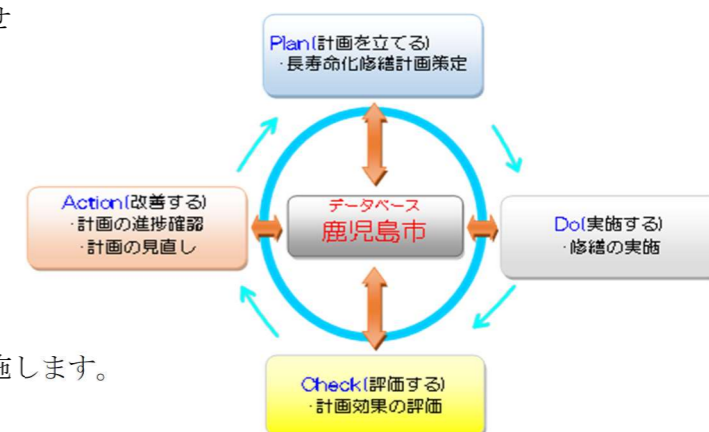 せ
Plan(計画を立てる)
・長寿命化修繕計画策定
Action(改善する)
・計画の進捗確認
・計画の見直し
データベース
鹿児島市
Do(実施する)
・修繕の実施
施します。
Check(評価する)
・計画効果の評価